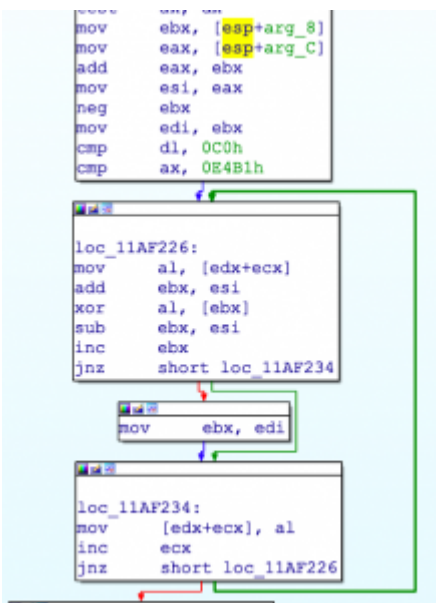 mov ebx, [esp+arg_8]
mov eax, [esp+arg_C]
add eax, ebx
mov esi, eax
neg ebx
mov edi, ebx
cmp dl, 0C0h
cmp ax, 0E4B1h
loc_11AF226:
mov al, [edx+ecx]
add ebx, esi
xor al, [ebx]
sub ebx, esi
inc ebx
jnz short loc_11AF234
mov ebx, edi
loc_11AF234:
mov [edx+ecx], al
inc ecx
jnz short loc_11AF226